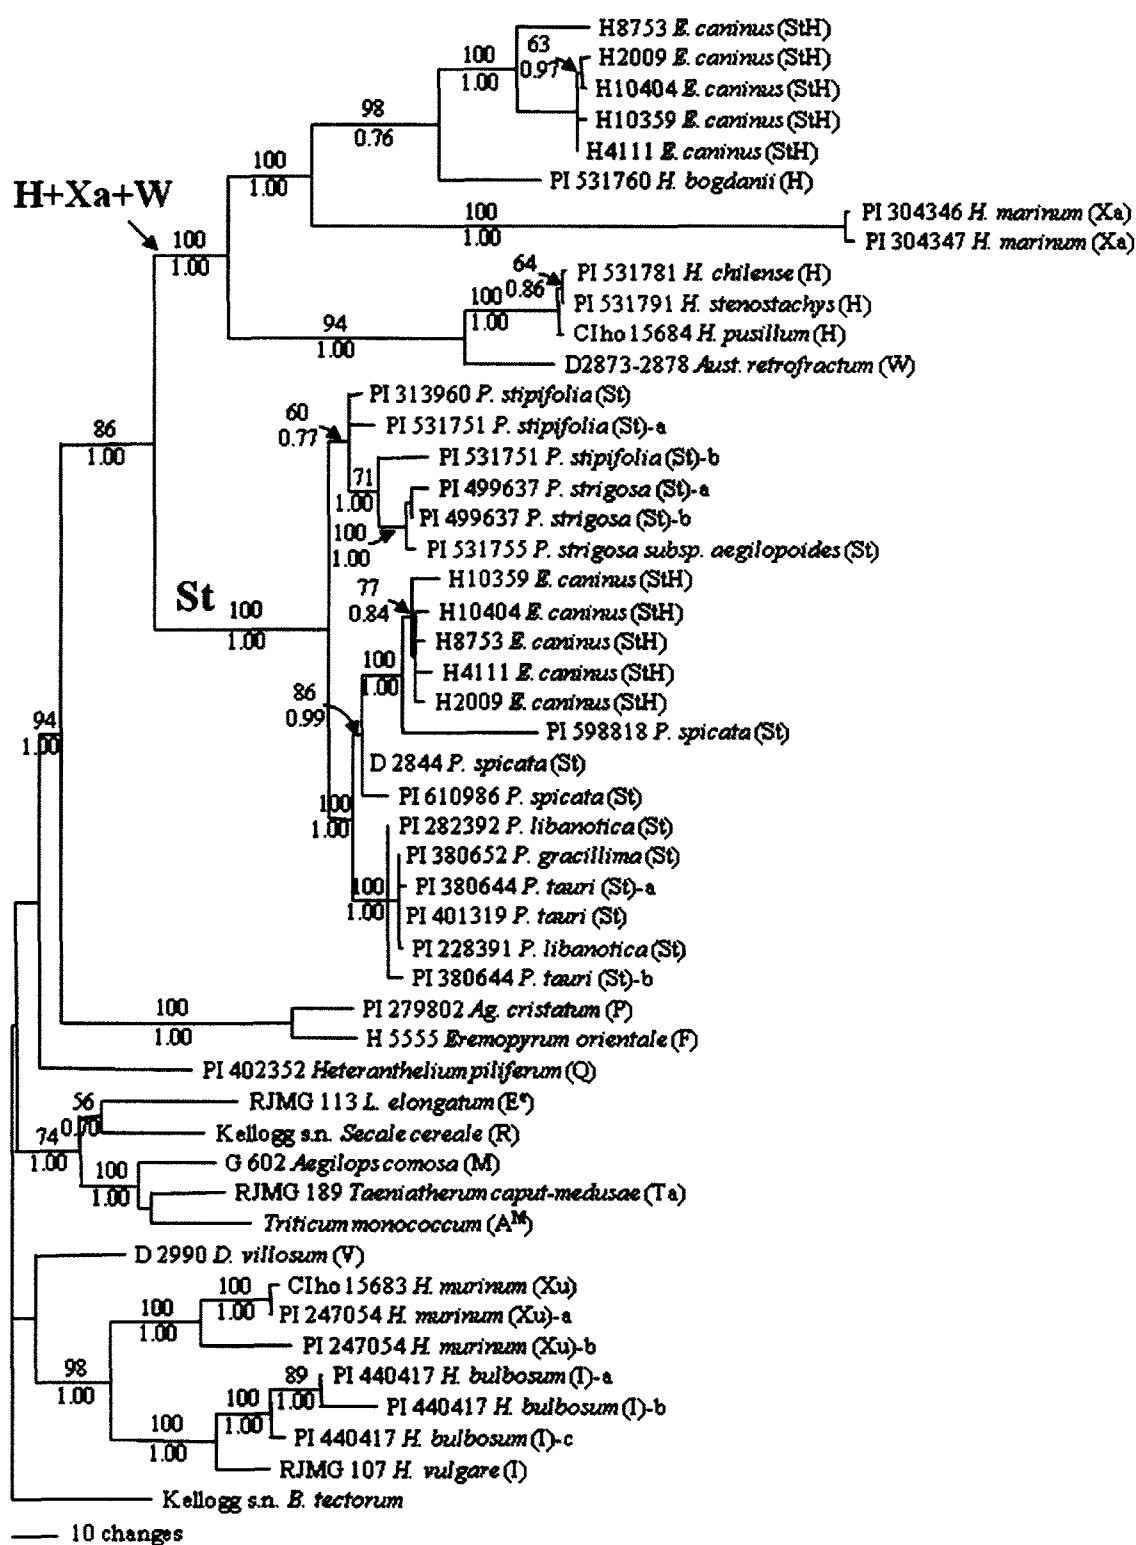 H8753 E. caninus (StH)
63
100
H2009 E. caninus (StH)
0.97
1.00
H10404 E. caninus (StH)
98
H10359 E. caninus (StH)
0.76
H4111 E. caninus (StH)
100
PI 531760 H. bogdanii (H)
1.00
H+Xa+W
100
PI 304346 H. marinum (Xa)
1.00
PI 304347 H. marinum (Xa)
100
1.00
64
PI 531781 H. chilense (H)
0.86
100
PI 531791 H. stenostachys (H)
1.00
94
CIho 15684 H. pusillum (H)
1.00
D2873-2878 Aust. retrofractum (W)
PI 313960 P. stipifolia (St)
60
0.77
PI 531751 P. stipifolia (St)-a
86
1.00
PI 531751 P. stipifolia (St)-b
71
1.00
PI 499637 P. strigosa (St)-a
PI 499637 P. strigosa (St)-b
100
1.00
PI 531755 P. strigosa subsp. aegilopoides (St)
H10359 E. caninus (StH)
77
0.84
St
100
1.00
H10404 E. caninus (StH)
H8753 E. caninus (StH)
100
1.00
H4111 E. caninus (StH)
86
0.99
H2009 E. caninus (StH)
94
1.00
PI 598818 P. spicata (St)
D 2844 P. spicata (St)
PI 610986 P. spicata (St)
100
1.00
PI 282392 P. libanotica (St)
PI 380652 P. gracillima (St)
100
1.00
PI 380644 P. tauri (St)-a
PI 401319 P. tauri (St)
PI 228391 P. libanotica (St)
PI 380644 P. tauri (St)-b
100
1.00
PI 279802 Ag. cristatum (P)
H 5555 Eremopyrum orientale (F)
PI 402352 Heteranthelium piliferum (Q)
56
0.70
RJMG 113 L. elongatum (Ee)
74
1.00
Kellogg s.n. Secale cereale (R)
100
1.00
G 602 Aegilops comosa (M)
RJMG 189 Taeniatherum caput-medusae (Ta)
Triticum monococcum (AM)
D 2990 D. villosum (V)
100
1.00
CIho 15683 H. murinum (Xu)
100
1.00
PI 247054 H. murinum (Xu)-a
PI 247054 H. murinum (Xu)-b
98
1.00
89
1.00
PI 440417 H. bulbosum (I)-a
100
1.00
PI 440417 H. bulbosum (I)-b
100
1.00
PI 440417 H. bulbosum (I)-c
RJMG 107 H. vulgare (I)
Kellogg s.n. B. tectorum
10 changes